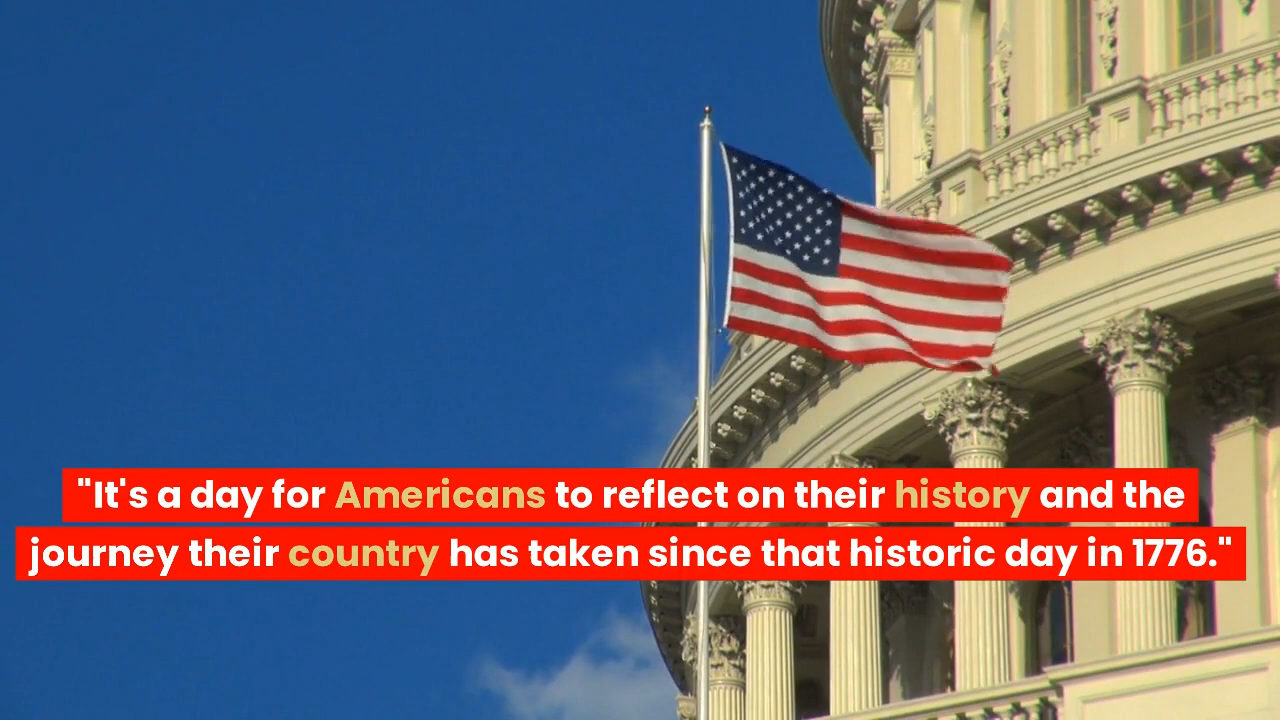 "It's a day for Americans to reflect on their history and the
journey their country has taken since that historic day in 1776."